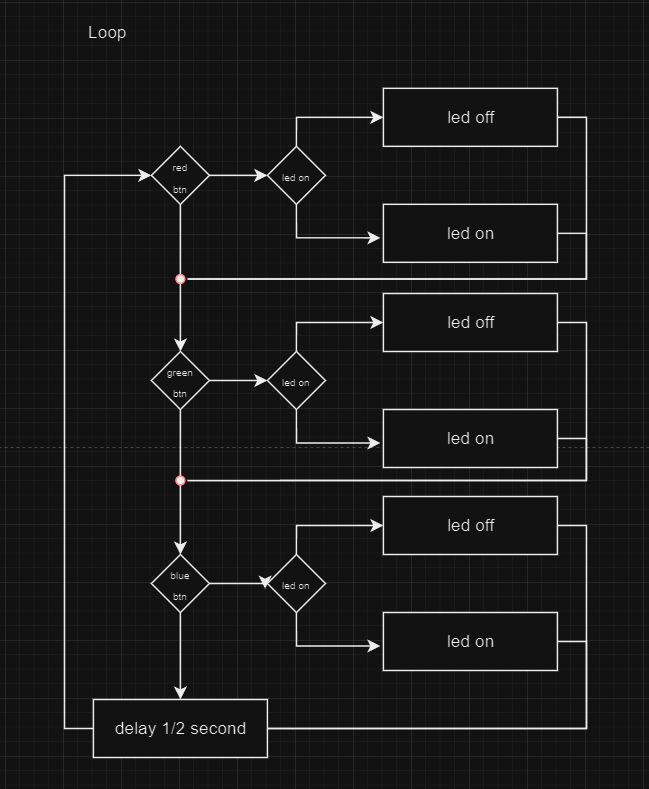 Loop
led off
red
btn
led on
led on
led off
green
btn
led on
led on
led off
blue
btn
led on
led on
delay 1/2 second